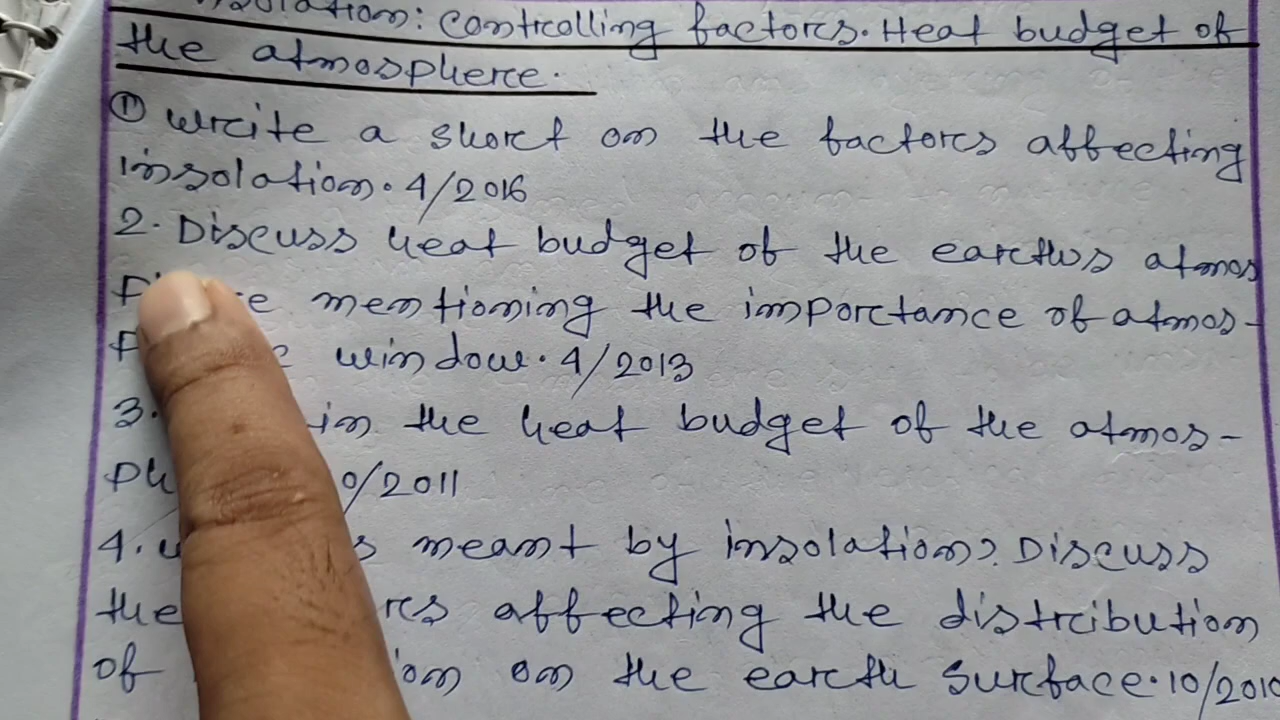 Controlling factors. Heat budget of
the atmosphere.
① Write a short on the factors affecting
insolation. 4/2016
2. Discuss heat budget of the earths atmos
mentioning the importance of atmos-
window. 4/2013
3. in the heat budget of the atmos-
/2011
4. meant by insolation? Discuss
the affecting the distribution
of on the earth surface. 10/2010